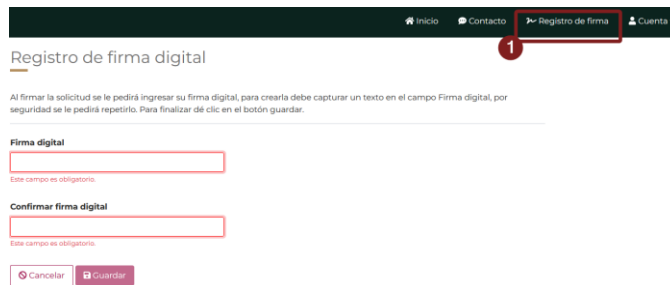 Inicio Contacto Registro de firma Cuenta
1
Registro de firma digital
Al firmar la solicitud se le pedirá ingresar su firma digital, para crearla debe capturar un texto en el campo Firma digital, por
seguridad se le pedirá repetirlo. Para finalizar dé clic en el botón guardar.
Firma digital
Este campo es obligatorio.
Confirmar firma digital
Este campo es obligatorio.
Cancelar Guardar